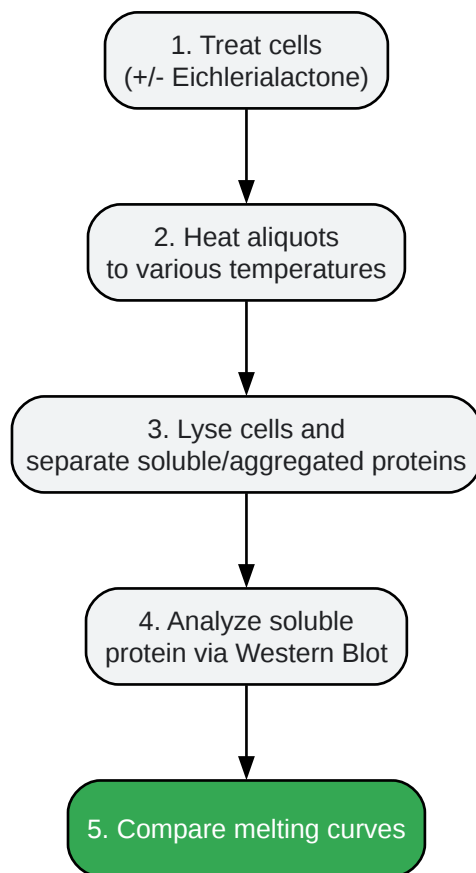 1. Treat cells
(+/- Eichlerialactone)
2. Heat aliquots
to various temperatures
3. Lyse cells and
separate soluble/aggregated proteins
4. Analyze soluble
protein via Western Blot
5. Compare melting curves